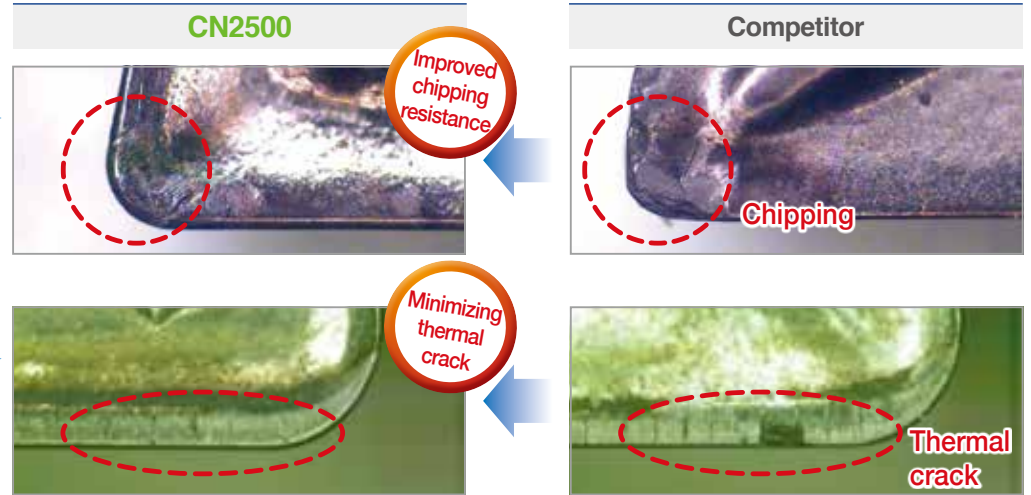 CN2500
Competitor
Improved
chipping
resistance
Chipping
Minimizing
thermal
crack
Thermal
crack